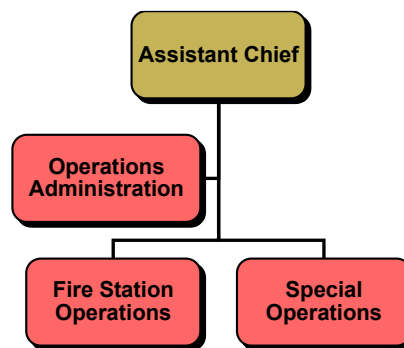 Assistant Chief
Operations
Administration
Fire Station
Operations
Special
Operations